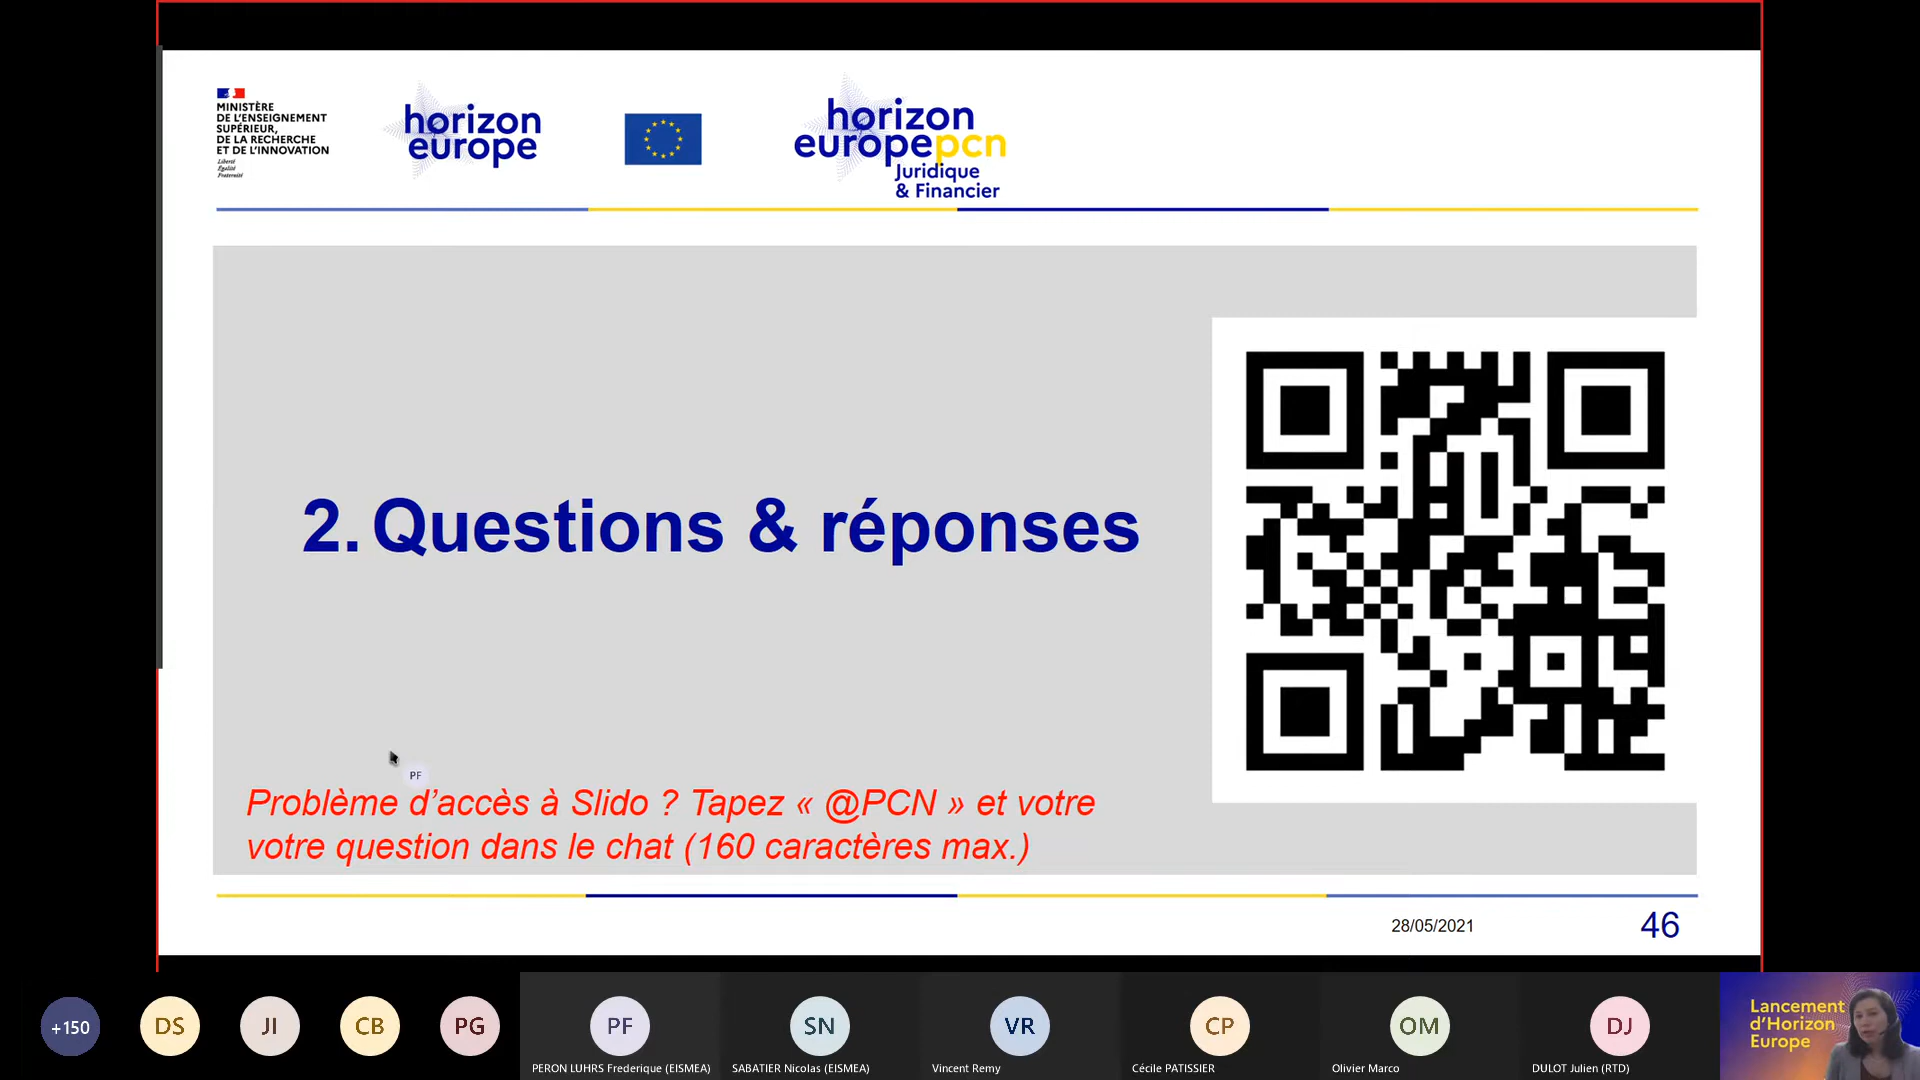 MINISTÈRE
DE L'ENSEIGNEMENT
SUPÉRIEUR,
DE LA RECHERCHE
ET DE L'INNOVATION
Liberté
Égalité
Fraternité
horizon
europe
horizon
europepcn
Juridique
& Financier
2. Questions & réponses
PF
Problème d’accès à Slido ? Tapez « @PCN » et votre
votre question dans le chat (160 caractères max.)
28/05/2021
46
+150
DS
JI
CB
PG
PF
SN
VR
CP
OM
DJ
PERON LUHRS Frederique (EISMEA)
SABATIER Nicolas (EISMEA)
Vincent Remy
Cécile PATISSIER
Olivier Marco
DULOT Julien (RTD)
Lancement
d'Horizon
Europe